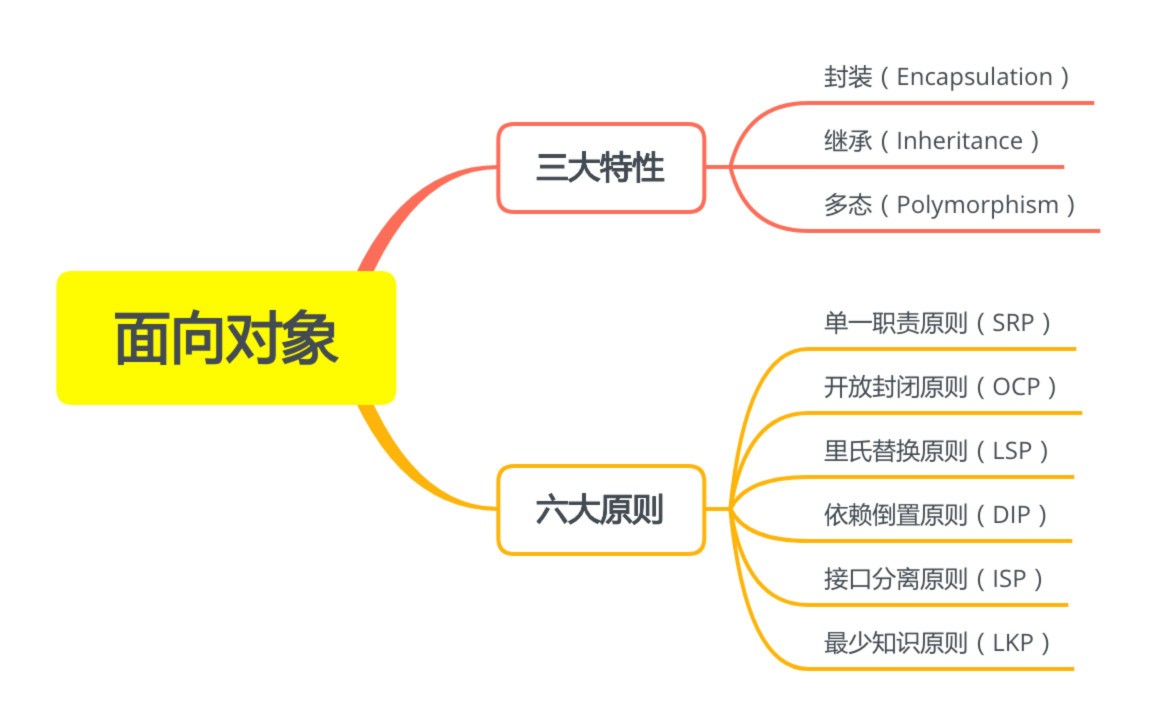 面向对象
三大特性
封装（Encapsulation）
继承（Inheritance）
多态（Polymorphism）
六大原则
单一职责原则（SRP）
开放封闭原则（OCP）
里氏替换原则（LSP）
依赖倒置原则（DIP）
接口分离原则（ISP）
最少知识原则（LKP）